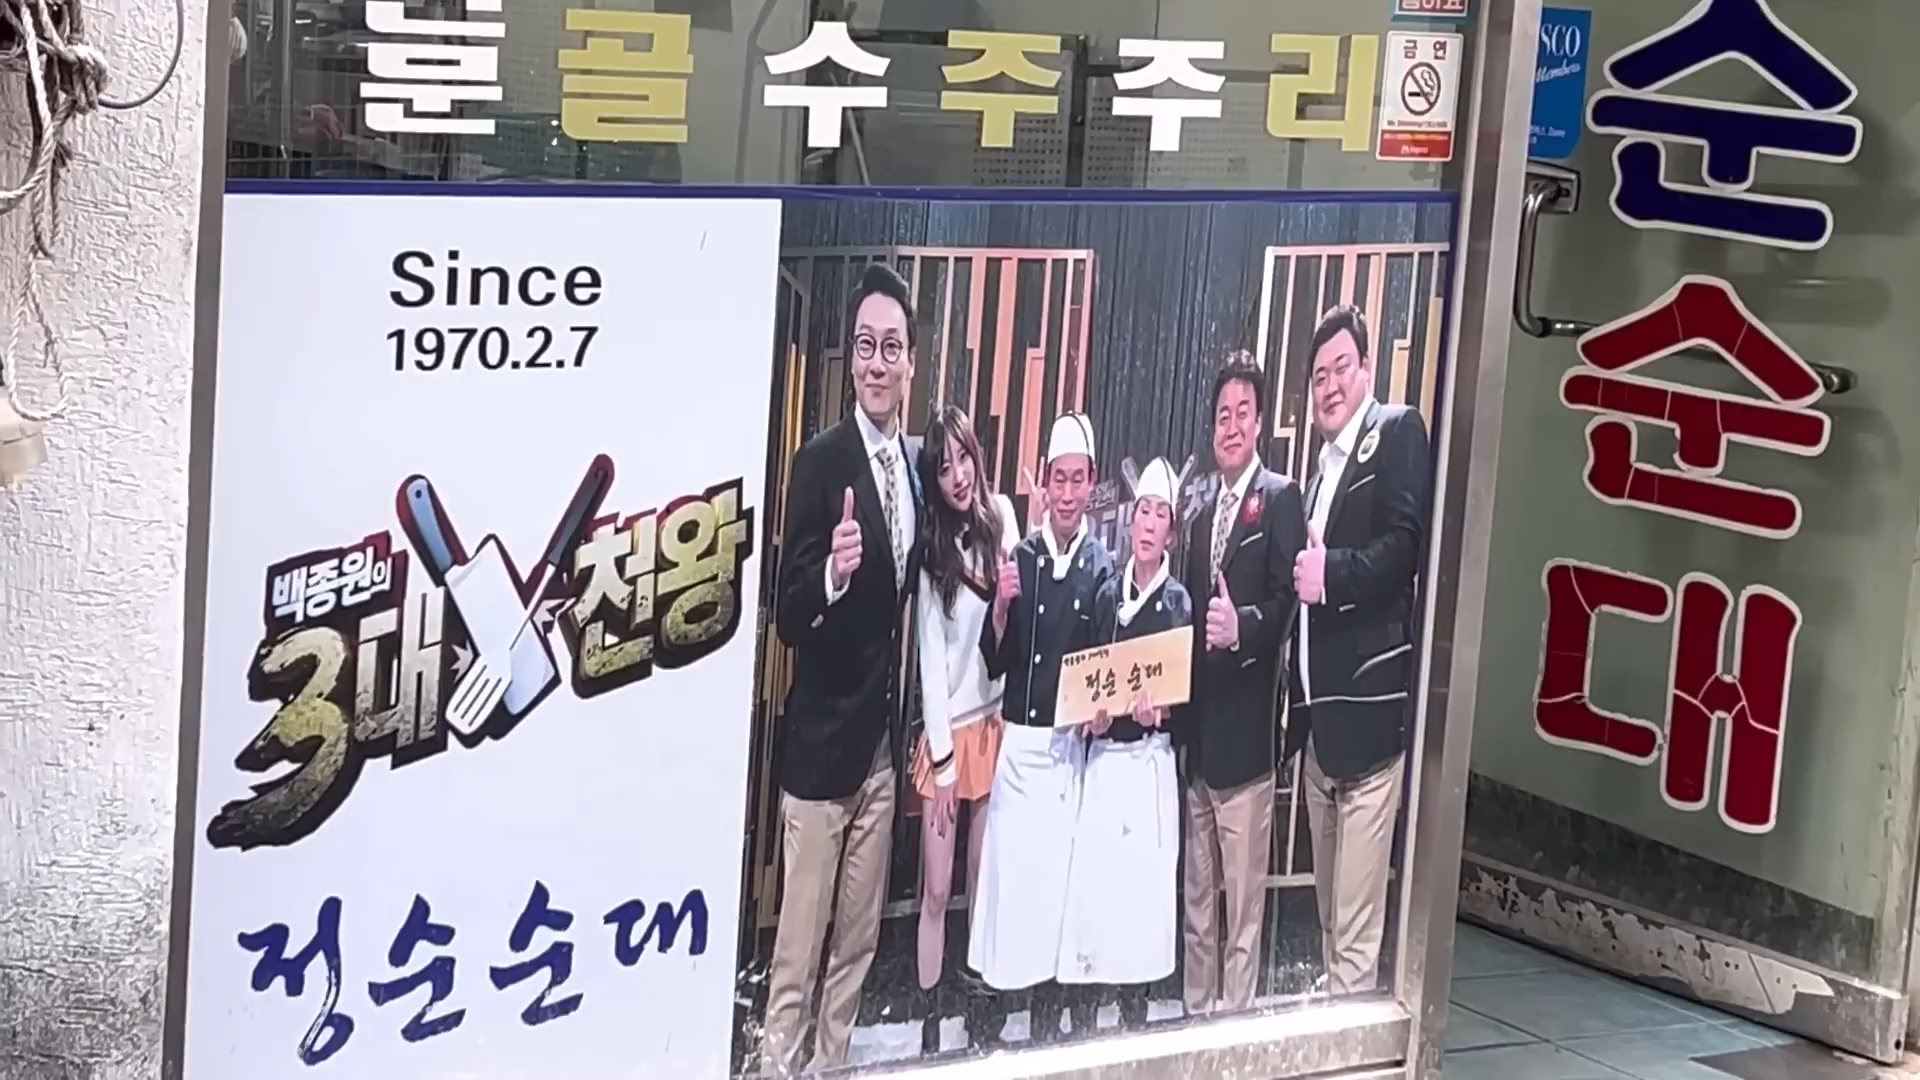 골 수 주 주 리
금 연
Members
Since
1970.2.7
백종원의
3대천왕
정순순대
정순 순대
순
순
대